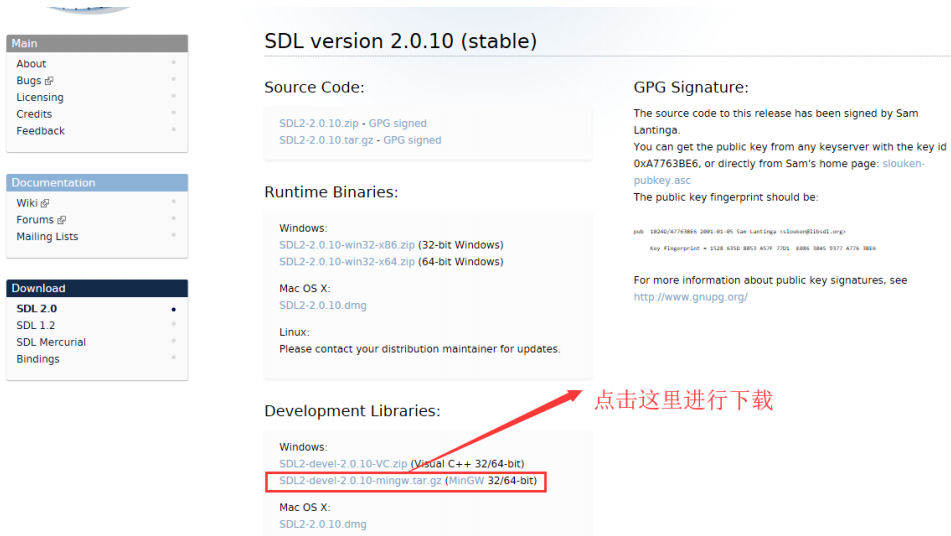 Main
About
Bugs
Licensing
Credits
Feedback
Documentation
Wiki
Forums
Mailing Lists
Download
SDL 2.0
SDL 1.2
SDL Mercurial
Bindings
SDL version 2.0.10 (stable)
Source Code:
SDL2-2.0.10.zip - GPG signed
SDL2-2.0.10.tar.gz - GPG signed
Runtime Binaries:
Windows:
SDL2-2.0.10-win32-x86.zip (32-bit Windows)
SDL2-2.0.10-win32-x64.zip (64-bit Windows)
Mac OS X:
SDL2-2.0.10.dmg
Linux:
Please contact your distribution maintainer for updates.
Development Libraries:
Windows:
SDL2-devel-2.0.10-VC.zip (Visual C++ 32/64-bit)
SDL2-devel-2.0.10-mingw.tar.gz (MinGW 32/64-bit)
Mac OS X:
SDL2-2.0.10.dmg
GPG Signature:
The source code to this release has been signed by Sam
Lantinga.
You can get the public key from any keyserver with the key id
0xA7763BE6, or directly from Sam's home page: slouken-
pubkey.asc
The public key fingerprint should be:
pub 1024D/A7763BE6 2001-01-05 Sam Lantinga <slouken@libsdl.org>
Key fingerprint = 1528 635D 8053 A57F 77D1 E086 30A5 9377 A776 3BE6
For more information about public key signatures, see
http://www.gnupg.org/
点击这里进行下载